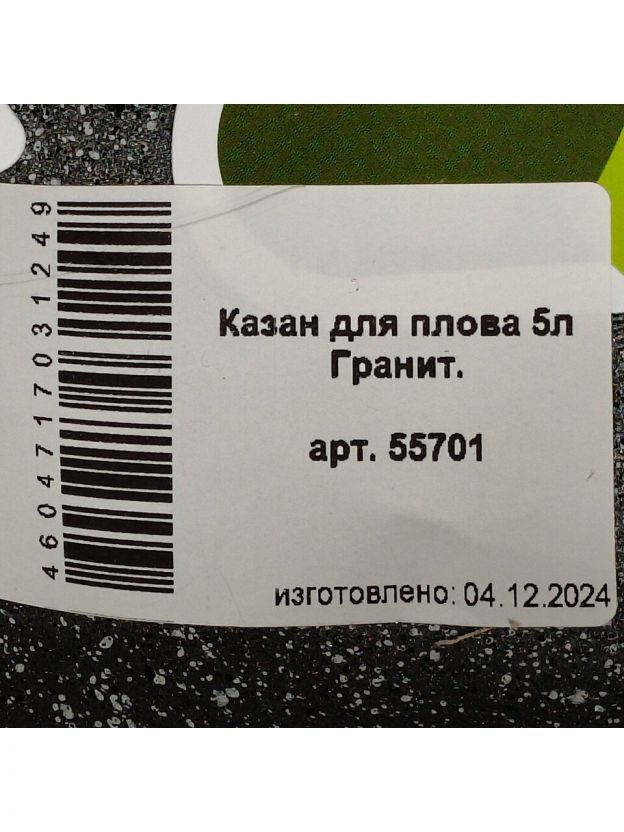 Казан для плова 5л
Гранит.
арт. 55701
изготовлено: 04.12.2024
4604717031249